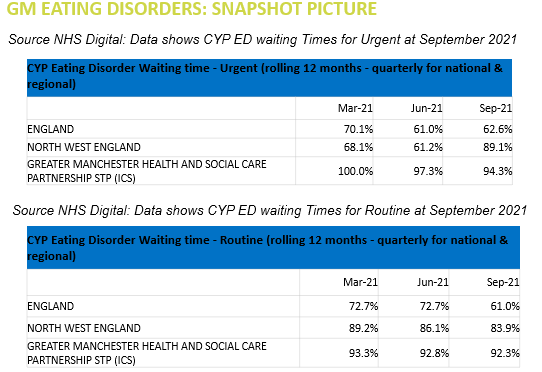 GM EATING DISORDERS: SNAPSHOT PICTURE
Source NHS Digital: Data shows CYP ED waiting Times for Urgent at September 2021
CYP Eating Disorder Waiting time - Urgent (rolling 12 months - quarterly for national &
regional)
Mar-21 Jun-21 Sep-21
ENGLAND 70.1% 61.0% 62.6%
NORTH WEST ENGLAND 68.1% 61.2% 89.1%
GREATER MANCHESTER HEALTH AND SOCIAL CARE
PARTNERSHIP STP (ICS) 100.0% 97.3% 94.3%
Source NHS Digital: Data shows CYP ED waiting Times for Routine at September 2021
CYP Eating Disorder Waiting time - Routine (rolling 12 months - quarterly for national &
regional)
Mar-21 Jun-21 Sep-21
ENGLAND 72.7% 72.7% 61.0%
NORTH WEST ENGLAND 89.2% 86.1% 83.9%
GREATER MANCHESTER HEALTH AND SOCIAL CARE
PARTNERSHIP STP (ICS) 93.3% 92.8% 92.3%